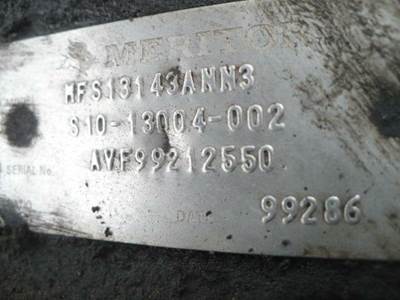 MERITOR
MFS13143ANN3
S10-13004-002
SERIAL No.
AVF99212550
DATE 99286